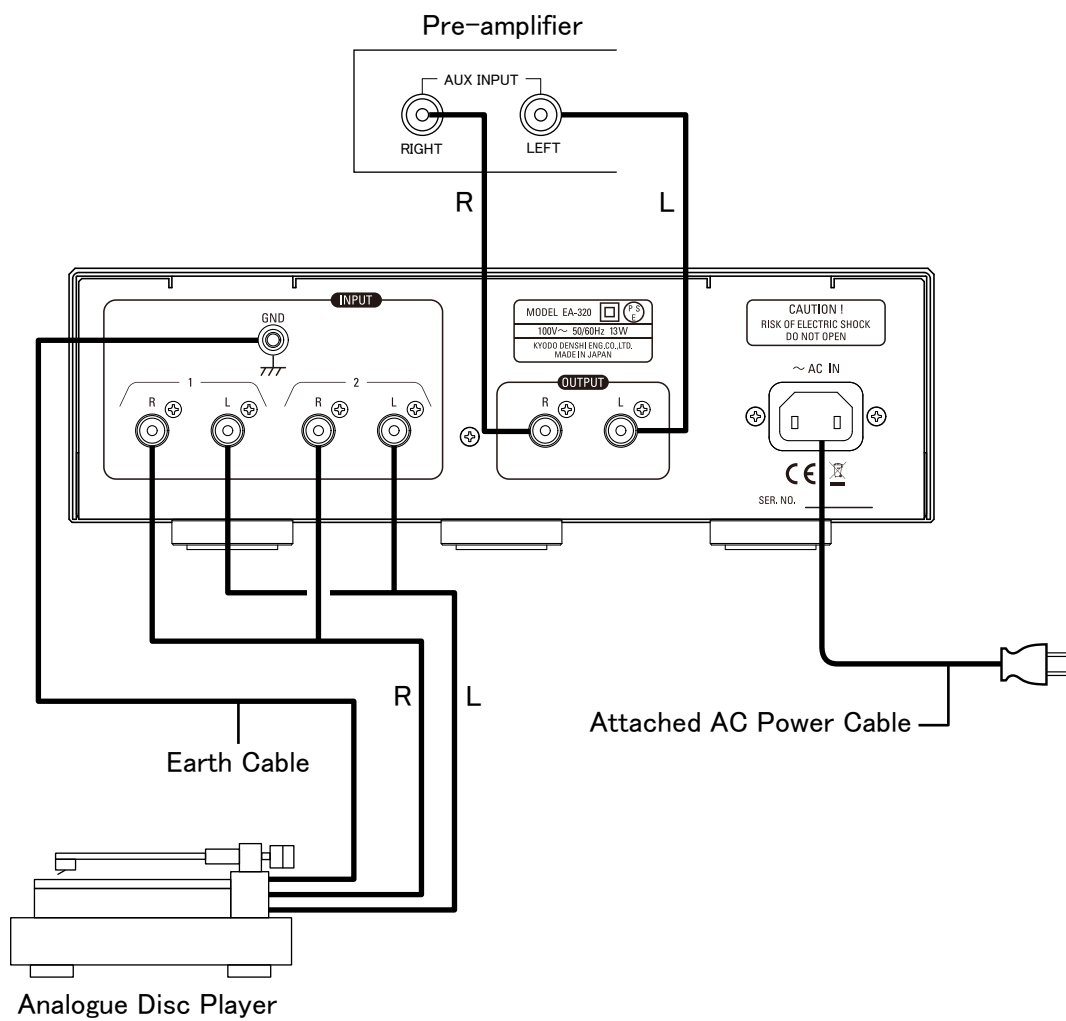 Pre-amplifier
AUX INPUT
RIGHT
LEFT
R
L
INPUT
GND
1
2
R
L
R
L
MODEL EA-320
P S E
100V～ 50/60Hz 13W
KYODO DENSHI ENG.CO.,LTD.
MADE IN JAPAN
OUTPUT
R
L
CAUTION !
RISK OF ELECTRIC SHOCK
DO NOT OPEN
～ AC IN
CE
SER. NO.
R
L
Attached AC Power Cable
Earth Cable
Analogue Disc Player